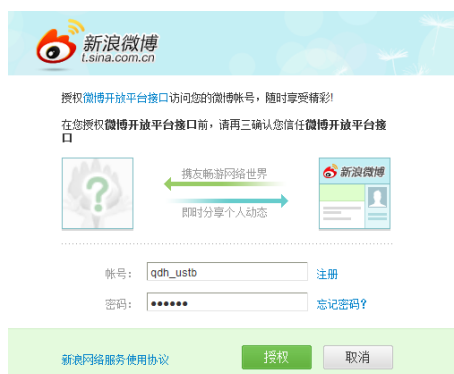 新浪微博
t.sina.com.cn
授权微博开放平台接口访问您的微博帐号，随时享受精彩!
在您授权微博开放平台接口前，请再三确认您信任微博开放平台接
口
携友畅游网络世界
新浪微博
?
即时分享个人动态
帐号: qdh_ustb 注册
密码: ●●●●●● 忘记密码?
新浪网络服务使用协议 授权 取消